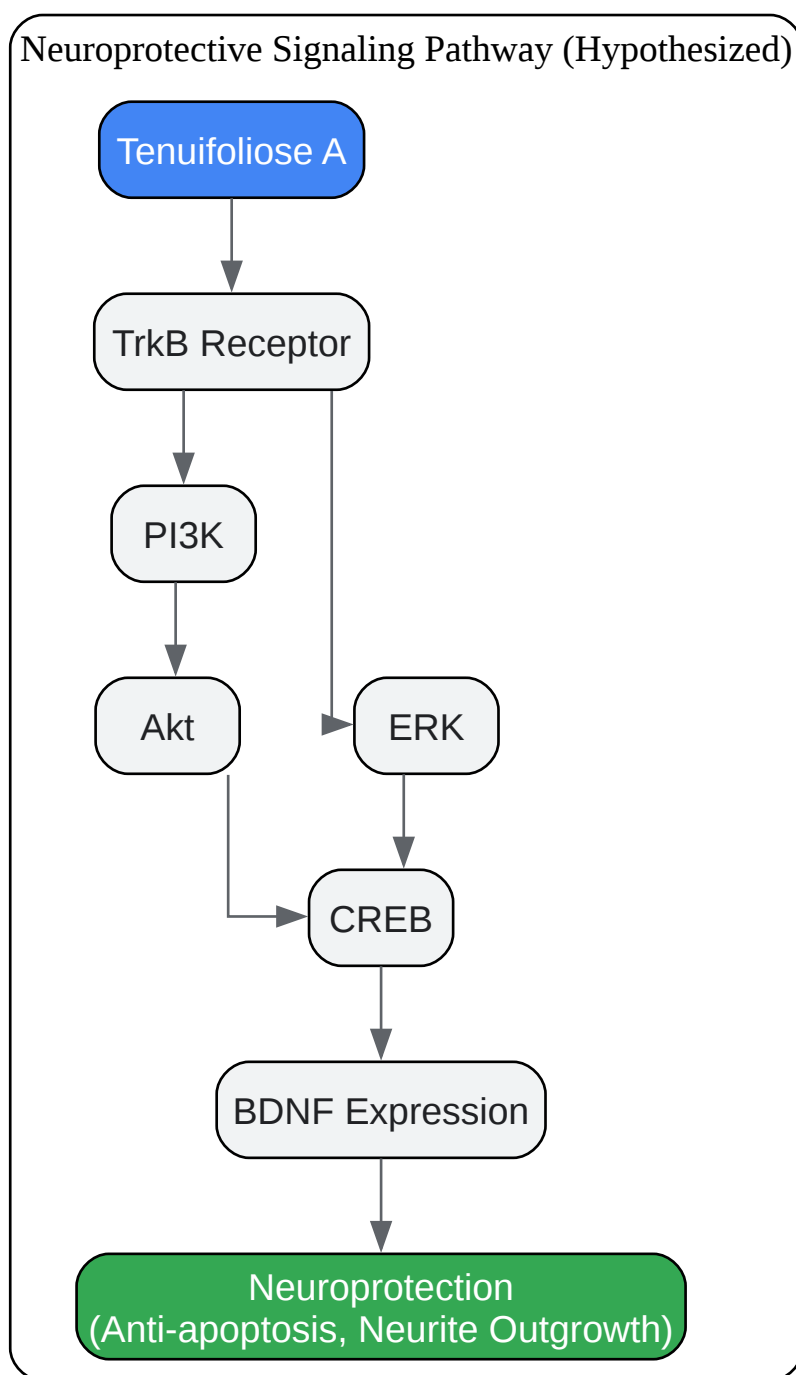 Neuroprotective Signaling Pathway (Hypothesized)
Tenuifoliose A
TrkB Receptor
PI3K
Akt
ERK
CREB
BDNF Expression
Neuroprotection
(Anti-apoptosis, Neurite Outgrowth)